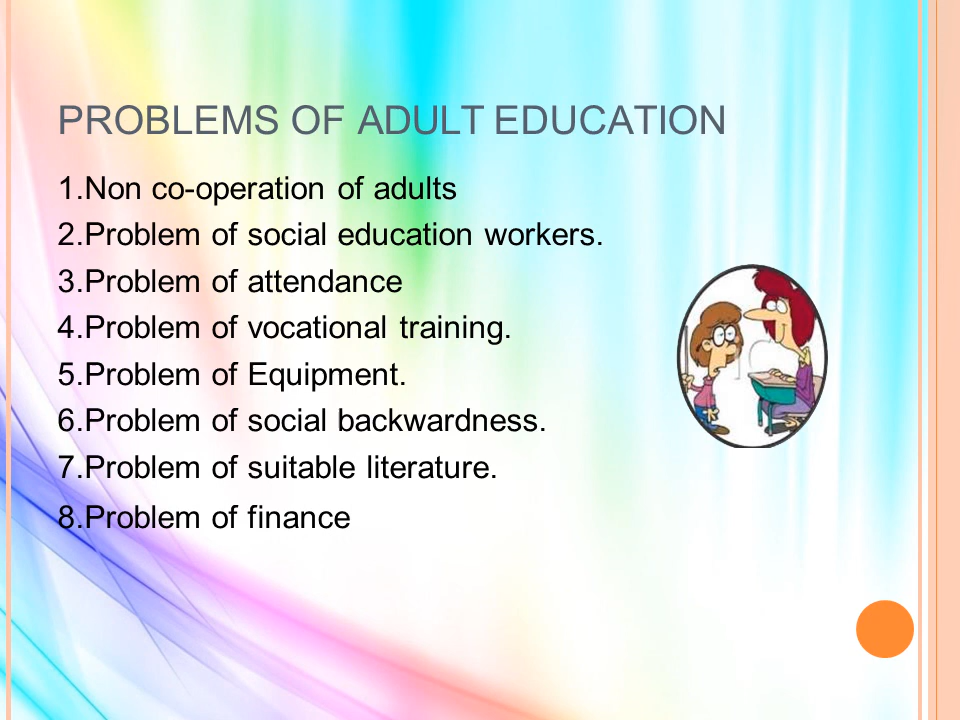 PROBLEMS OF ADULT EDUCATION
1.Non co-operation of adults
2.Problem of social education workers.
3.Problem of attendance
4.Problem of vocational training.
5.Problem of Equipment.
6.Problem of social backwardness.
7.Problem of suitable literature.
8.Problem of finance